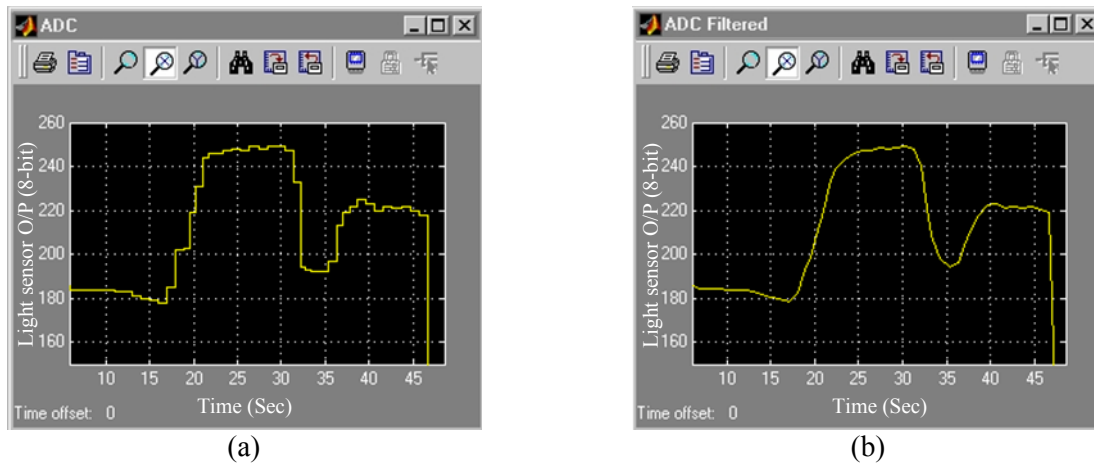 ADC
Light sensor O/P (8-bit)
260
240
220
200
180
160
10 15 20 25 30 35 40 45
Time offset: 0
Time (Sec)
(a)
ADC Filtered
Light sensor O/P (8-bit)
260
240
220
200
180
160
10 15 20 25 30 35 40 45
Time offset: 0
Time (Sec)
(b)